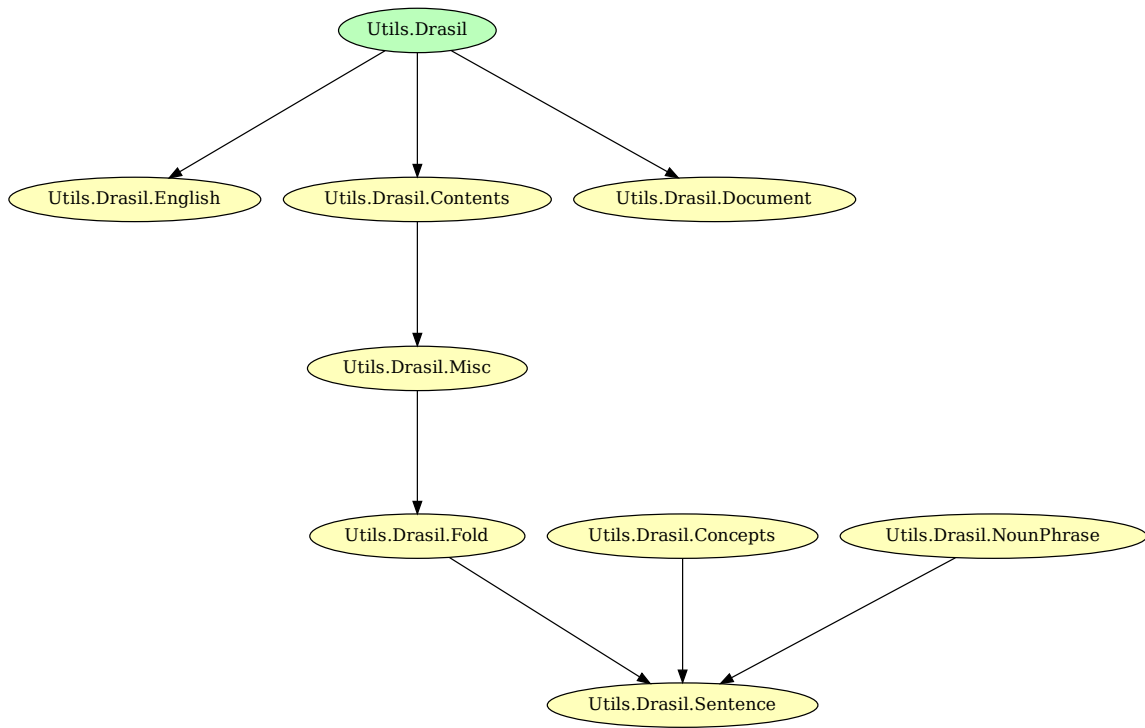 Utils.Drasil
Utils.Drasil.English
Utils.Drasil.Contents
Utils.Drasil.Document
Utils.Drasil.Misc
Utils.Drasil.Fold
Utils.Drasil.Concepts
Utils.Drasil.NounPhrase
Utils.Drasil.Sentence